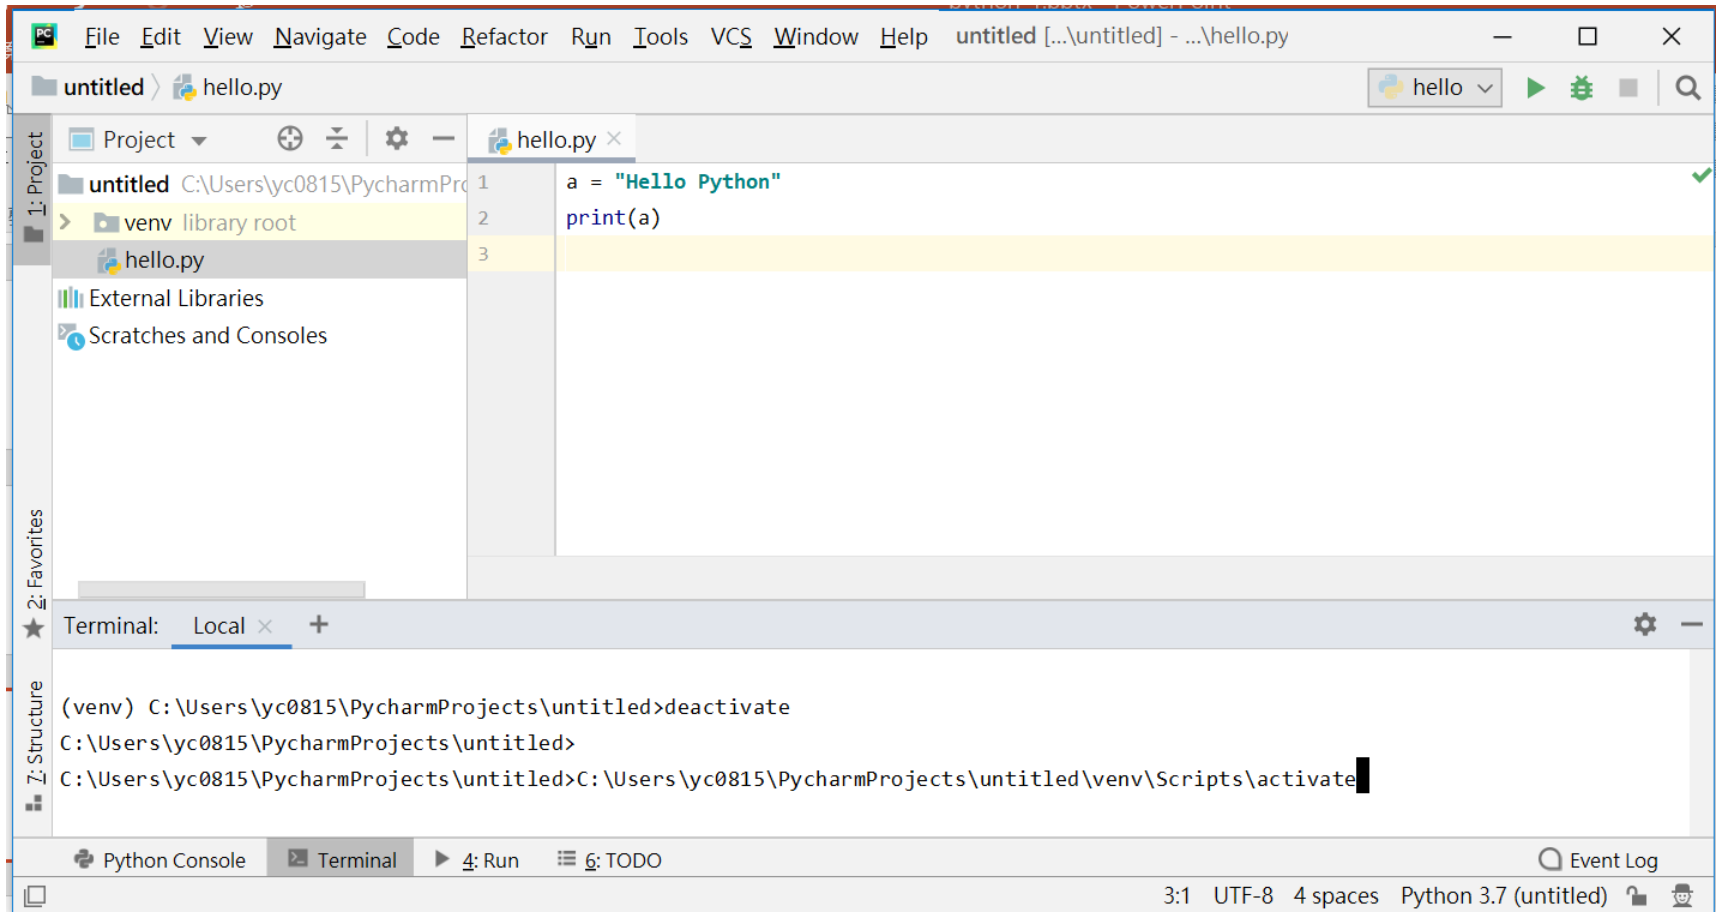 File Edit View Navigate Code Refactor Run Tools VCS Window Help untitled [...\untitled] - ...\hello.py
untitled hello.py hello
1: Project
Project hello.py
untitled C:\Users\yc0815\PycharmPro
venv library root
hello.py
External Libraries
Scratches and Consoles
1 a = "Hello Python"
2 print(a)
3
2: Favorites
7: Structure
Terminal: Local
(venv) C:\Users\yc0815\PycharmProjects\untitled>deactivate
C:\Users\yc0815\PycharmProjects\untitled>
C:\Users\yc0815\PycharmProjects\untitled>C:\Users\yc0815\PycharmProjects\untitled\venv\Scripts\activate
Python Console Terminal 4: Run 6: TODO Event Log
3:1 UTF-8 4 spaces Python 3.7 (untitled)